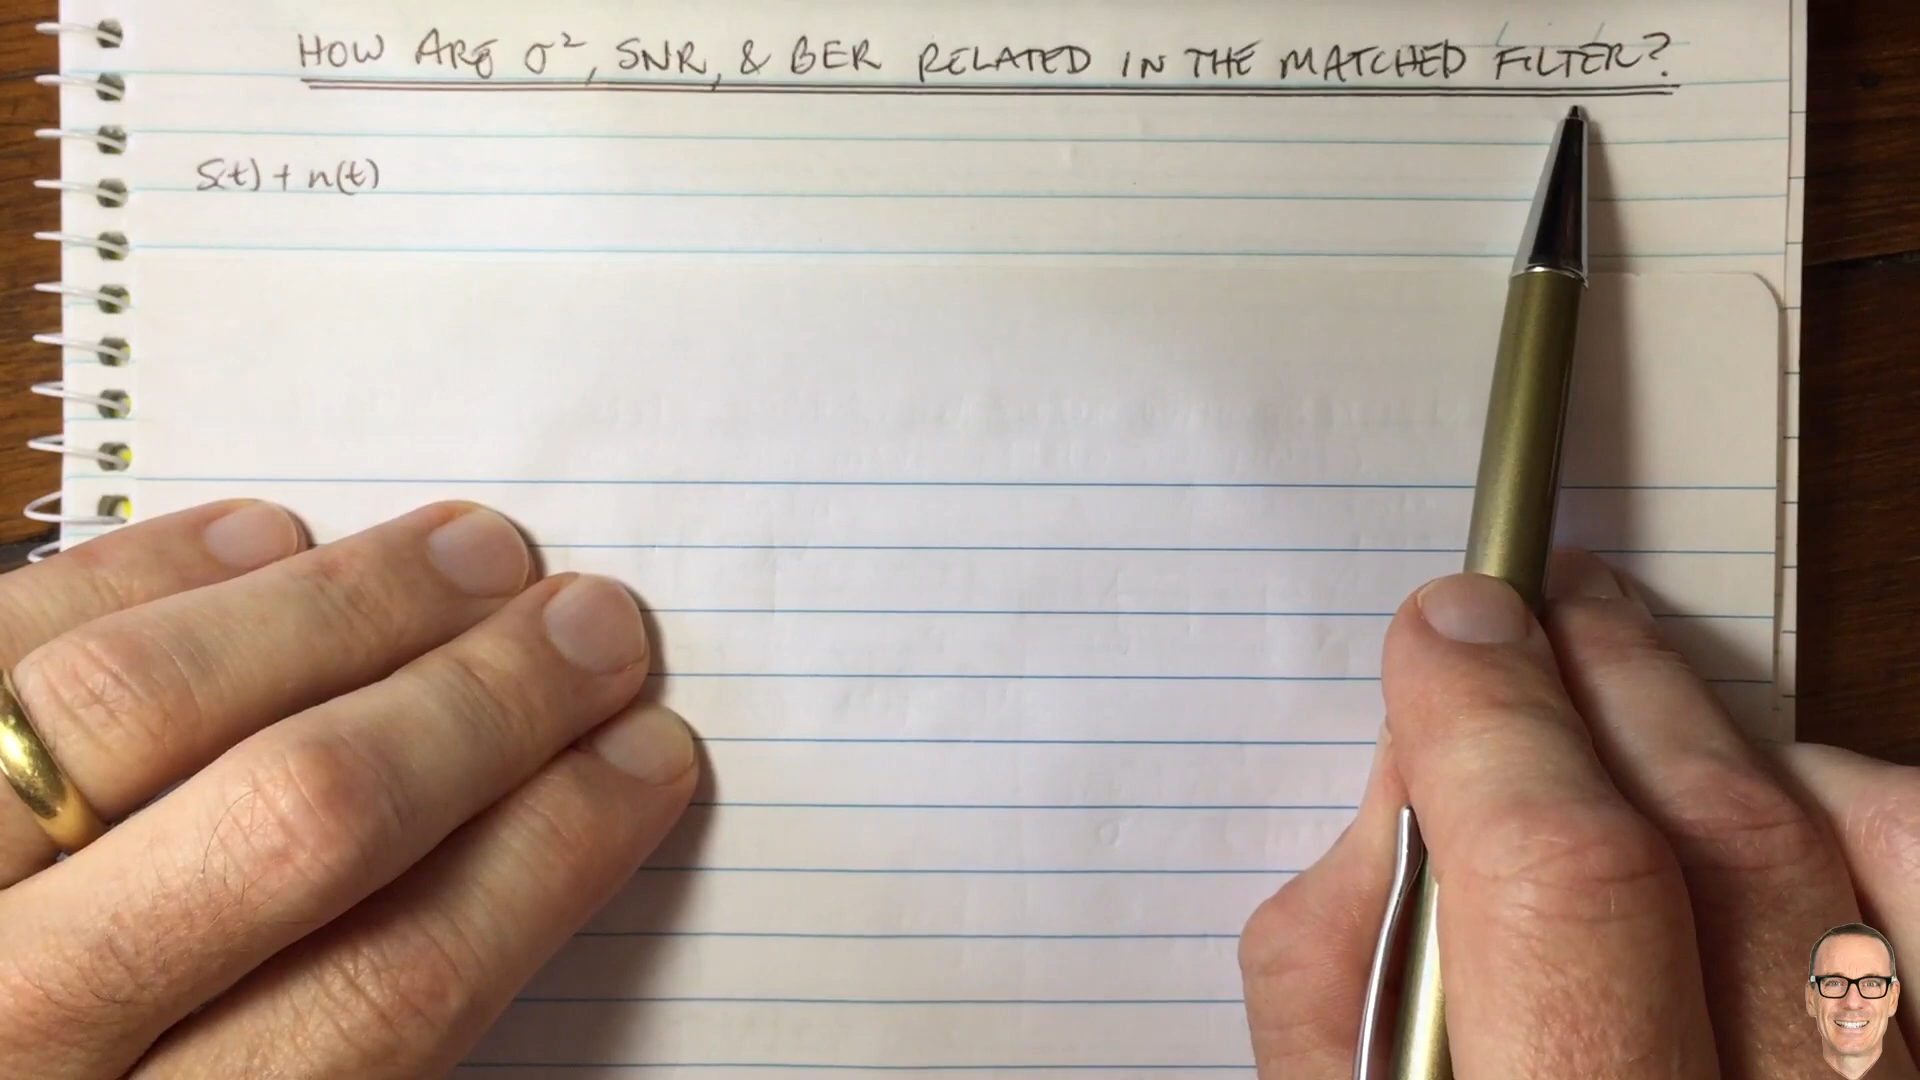 HOW ARE σ², SNR, & BER RELATED IN THE MATCHED FILTER?
s(t) + n(t)